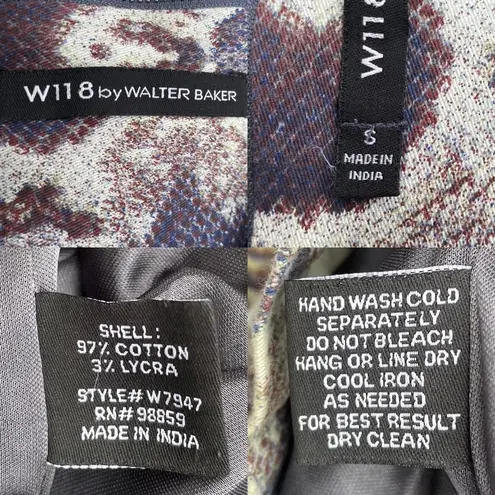 W118 by WALTER BAKER
W118
S
MADE IN
INDIA
SHELL:
97% COTTON
3% LYCRA
STYLE# W7947
RN# 98859
MADE IN INDIA
HAND WASH COLD
SEPARATELY
DO NOT BLEACH
HANG OR LINE DRY
COOL IRON
AS NEEDED
FOR BEST RESULT
DRY CLEAN